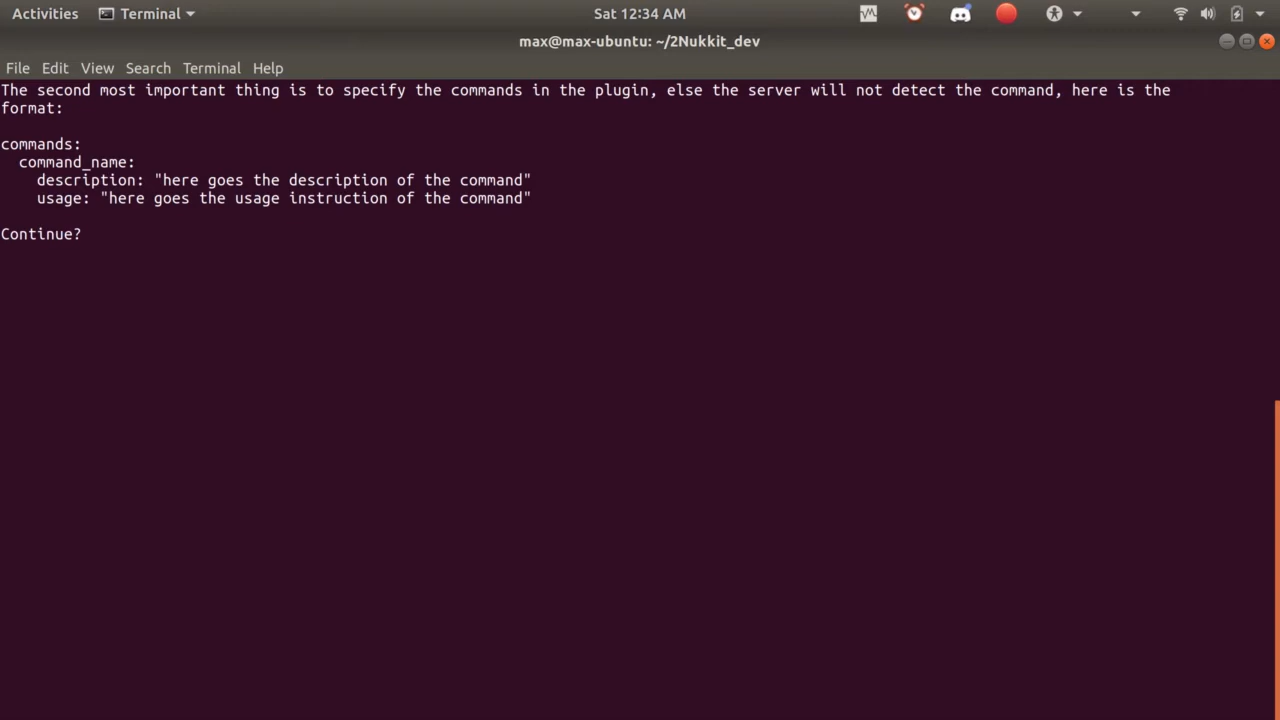 Activities Terminal Sat 12:34 AM
max@max-ubuntu: ~/2Nukkit_dev
File Edit View Search Terminal Help
The second most important thing is to specify the commands in the plugin, else the server will not detect the command, here is the
format:
commands:
  command_name:
    description: "here goes the description of the command"
    usage: "here goes the usage instruction of the command"
Continue?